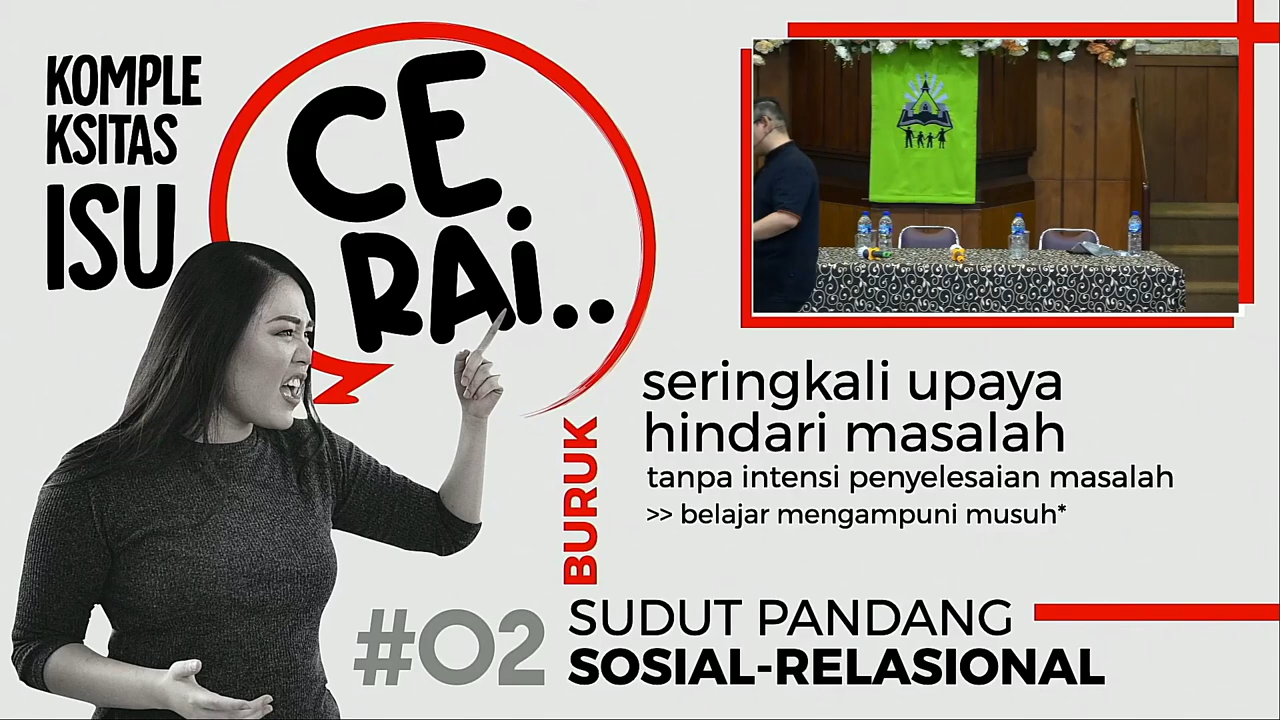 KOMPLE
KSITAS
ISU
CE
RAi..
BURUK
seringkali upaya
hindari masalah
tanpa intensi penyelesaian masalah
>> belajar mengampuni musuh*
#02
SUDUT PANDANG
SOSIAL-RELASIONAL